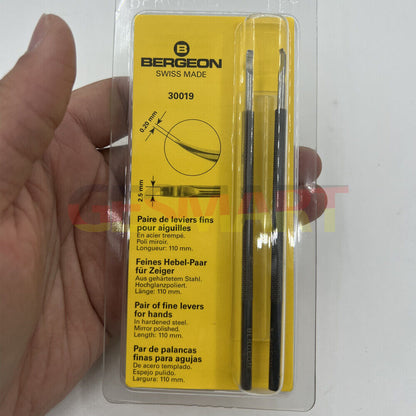 B
BERGEON
SWISS MADE
30019
0.20 mm
2.5 mm
Paire de leviers fins
pour aiguilles
En acier trempé.
Poli miroir.
Longueur: 110 mm.
Feines Hebel-Paar
für Zeiger
Aus gehärtetem Stahl.
Hochglanzpoliert.
Länge: 110 mm.
Pair of fine levers
for hands
In hardened steel.
Mirror polished.
Length: 110 mm.
Par de palancas
finas para agujas
De acero templado.
Espejo pulido.
Largura: 110 mm.
BERGEON